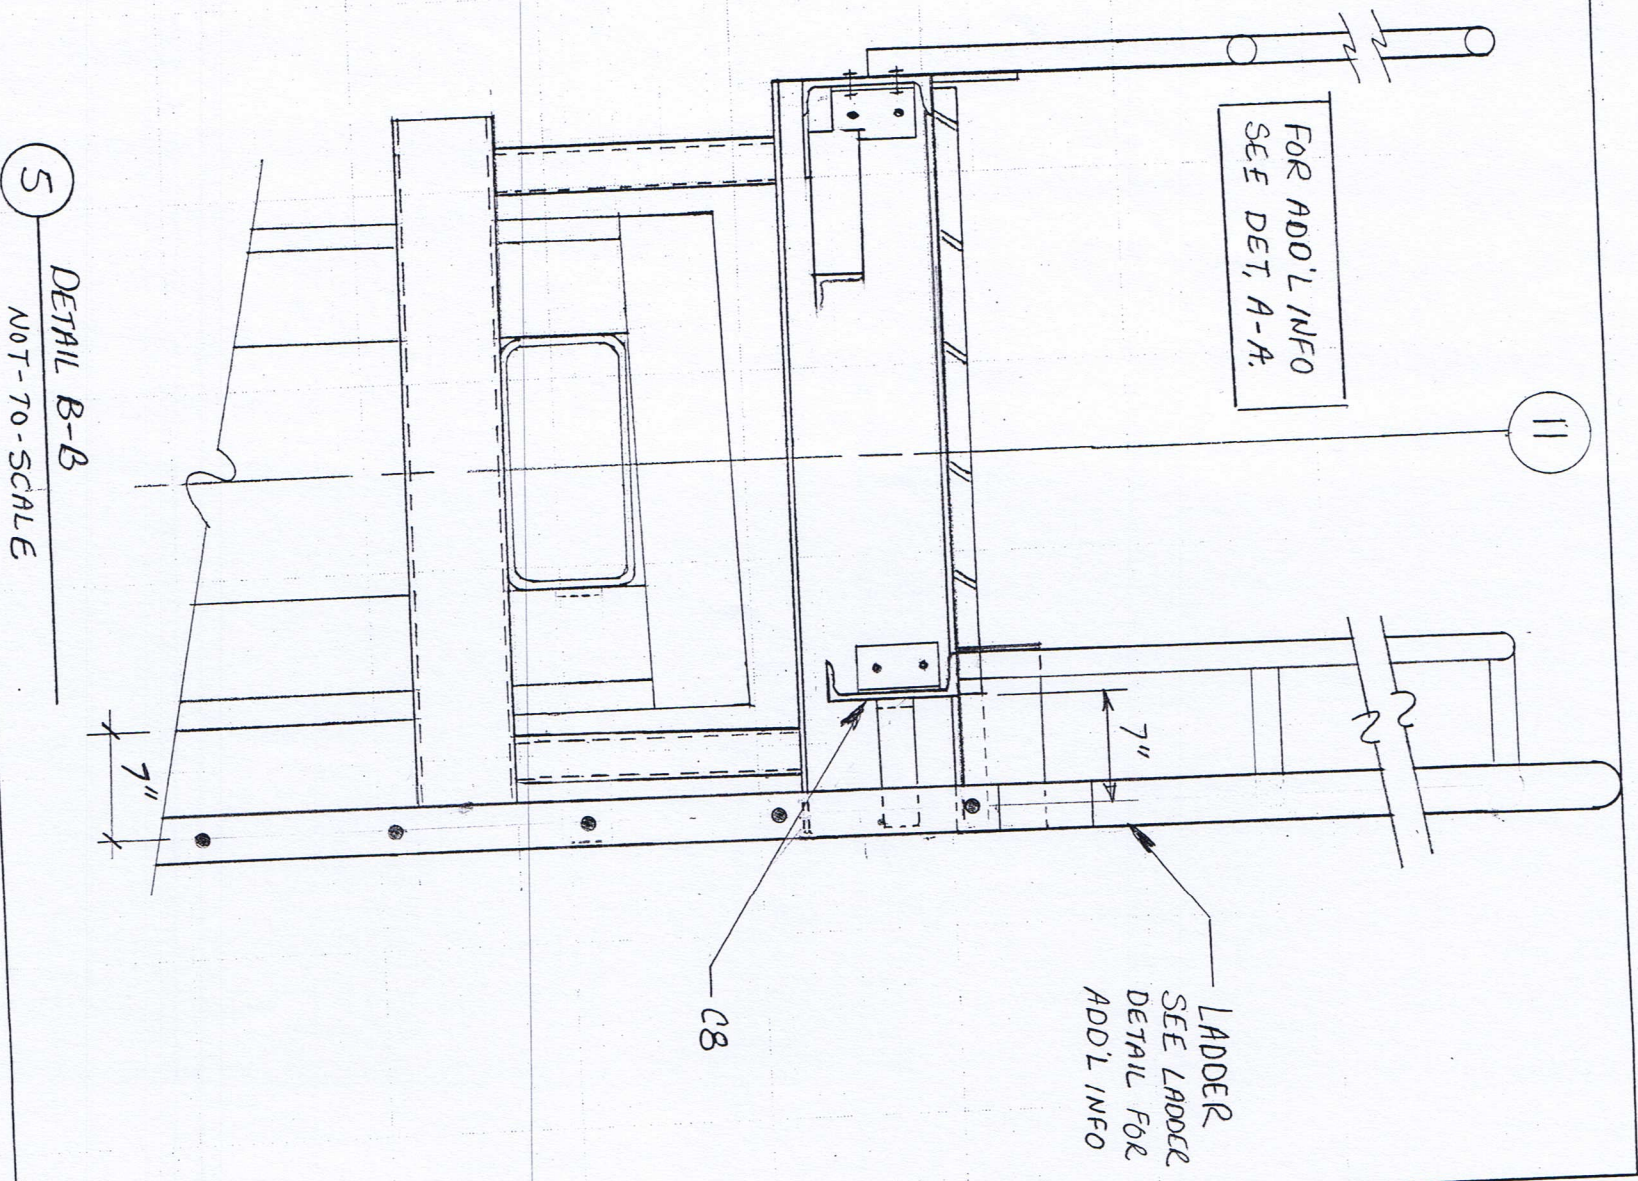 11
FOR ADD'L INFO
SEE DET, A-A.
7"
LADDER
SEE LADDER
DETAIL FOR
ADD'L INFO
C8
7"
5
DETAIL B-B
NOT-TO-SCALE